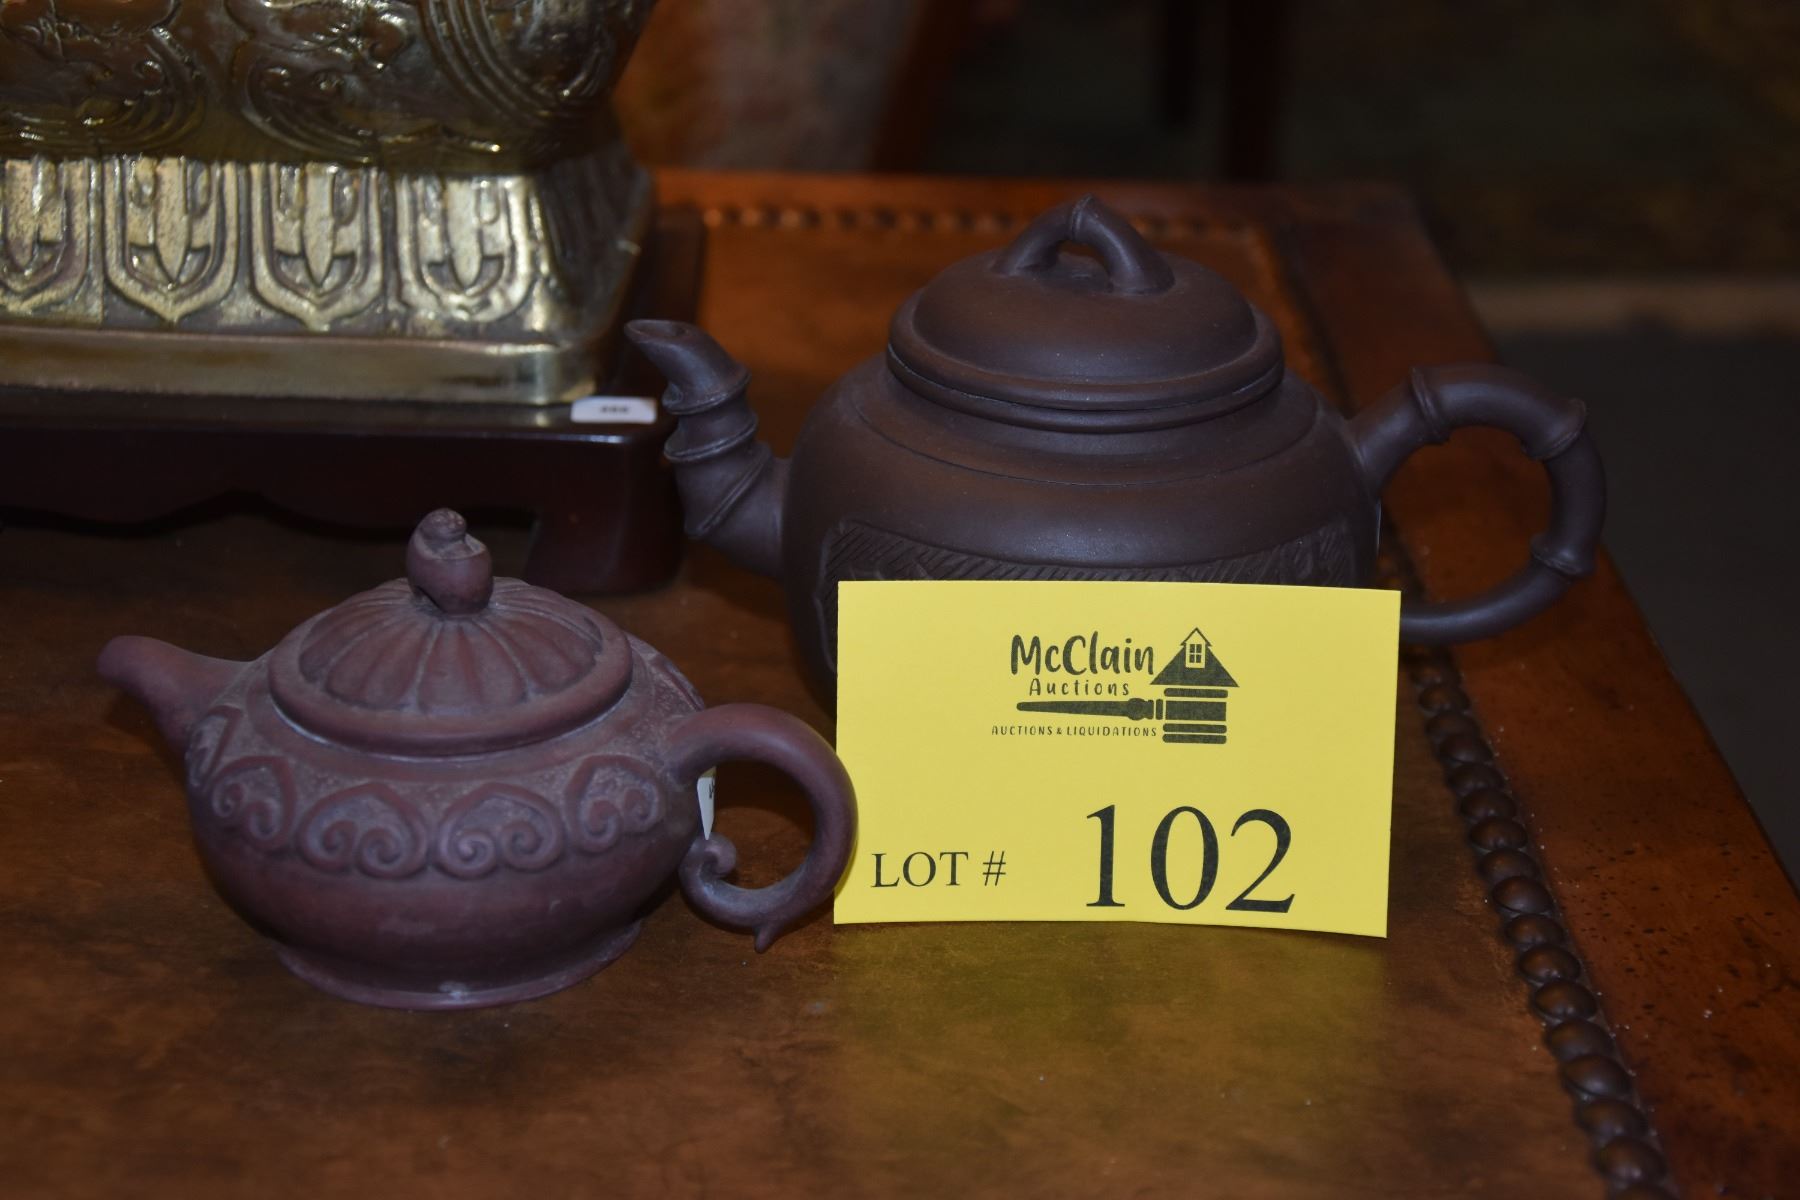 McClain
Auctions
AUCTIONS & LIQUIDATIONS
LOT # 102